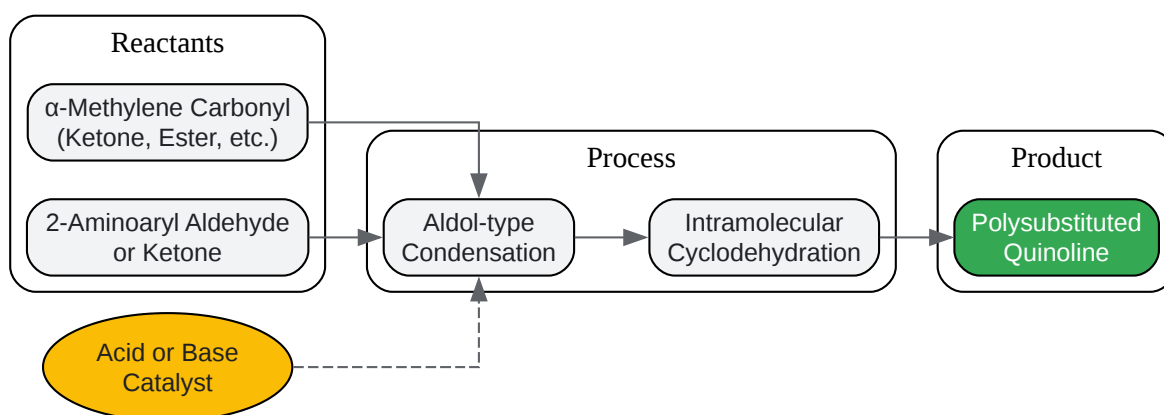 Reactants
α-Methylene Carbonyl
(Ketone, Ester, etc.)
2-Aminoaryl Aldehyde
or Ketone
Process
Aldol-type
Condensation
Intramolecular
Cyclodehydration
Product
Polysubstituted
Quinoline
Acid or Base
Catalyst